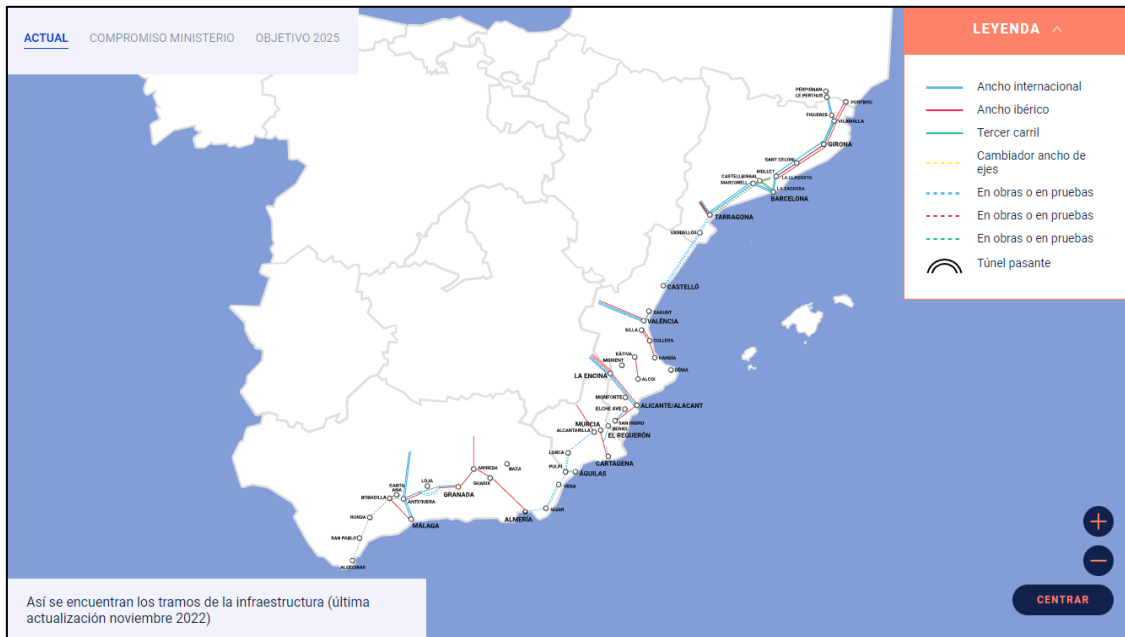 ACTUAL
COMPROMISO MINISTERIO
OBJETIVO 2025
LEYENDA
Ancho internacional
Ancho ibérico
Tercer carril
Cambiador ancho de
ejes
En obras o en pruebas
En obras o en pruebas
En obras o en pruebas
Túnel pasante
PERPIGNAN
LE PERTHUS
PORTBOU
FIGUERES
VILAMALLA
GIRONA
SANT CELONI
MOLLET
CASTELLBISBAL
LA LLAGOSTA
MARTORELL
LA SAGRERA
BARCELONA
TARRAGONA
VANDELLÓS
CASTELLÓ
SAGUNT
VALÈNCIA
SILLA
CULLERA
XÀTIVA
GANDÍA
MOIXENT
DÉNIA
LA ENCINA
ALCOI
MONFORTE
ALICANTE/ALACANT
ELCHE AVE
SAN ISIDRO
MURCIA
BENIEL
ALCANTARILLA
EL REGUERÓN
LORCA
CARTAGENA
PULPÍ
ÁGUILAS
VERA
MOREDA
BAZA
GUADIX
LOJA
SANTA
ANA
GRANADA
BOBADILLA
ANTEQUERA
NÍJAR
ALMERÍA
RONDA
MÁLAGA
SAN PABLO
ALGECIRAS
CENTRAR
Así se encuentran los tramos de la infraestructura (última
actualización noviembre 2022)